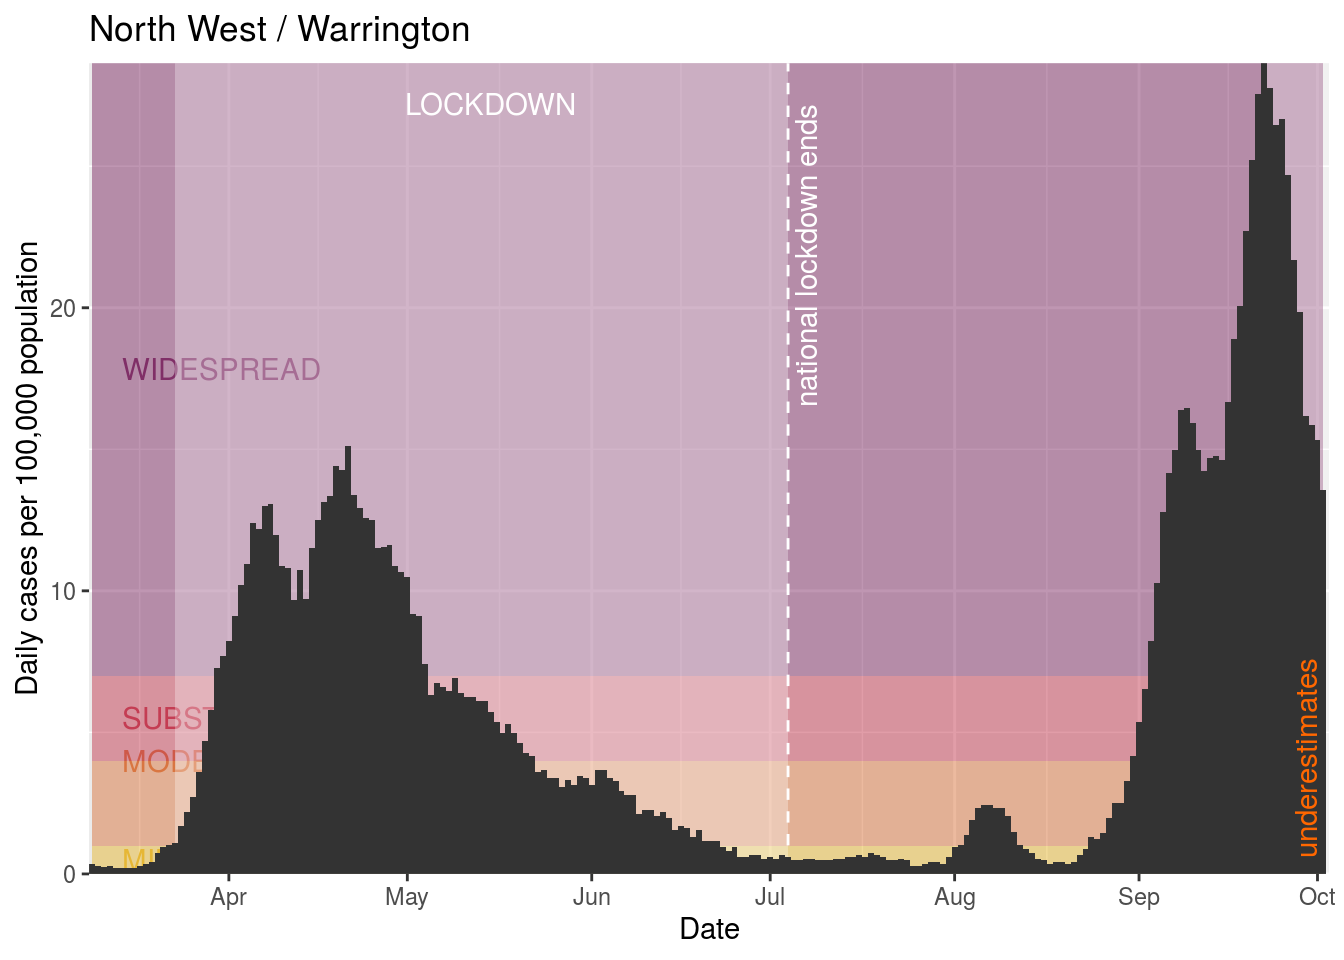 North West / Warrington
LOCKDOWN
national lockdown ends
WIDESPREAD
SUBST
MODE
MI
underestimates
Daily cases per 100,000 population
20
10
0
Apr
May
Jun
Jul
Aug
Sep
Oct
Date